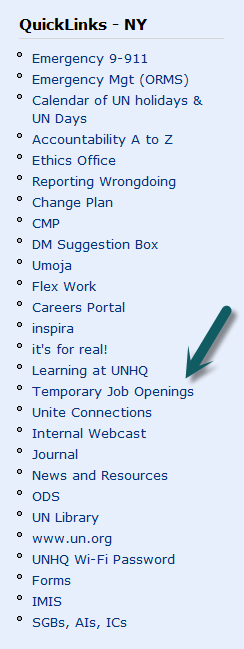 QuickLinks - NY
Emergency 9-911
Emergency Mgt (ORMS)
Calendar of UN holidays &
UN Days
Accountability A to Z
Ethics Office
Reporting Wrongdoing
Change Plan
CMP
DM Suggestion Box
Umoja
Flex Work
Careers Portal
inspira
it's for real!
Learning at UNHQ
Temporary Job Openings
Unite Connections
Internal Webcast
Journal
News and Resources
ODS
UN Library
www.un.org
UNHQ Wi-Fi Password
Forms
IMIS
SGBs, AIs, ICs